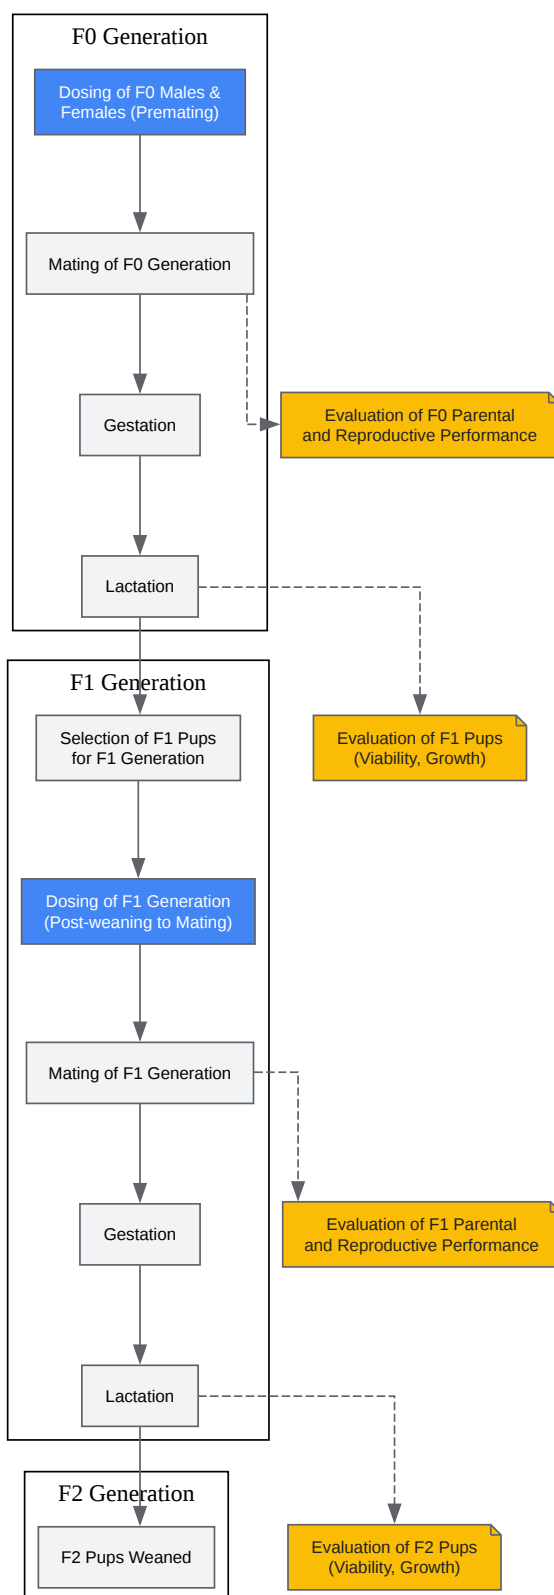 F0 Generation
Dosing of F0 Males &
Females (Premating)
Mating of F0 Generation
Gestation
Evaluation of F0 Parental
and Reproductive Performance
Lactation
F1 Generation
Selection of F1 Pups
for F1 Generation
Evaluation of F1 Pups
(Viability, Growth)
Dosing of F1 Generation
(Post-weaning to Mating)
Mating of F1 Generation
Gestation
Evaluation of F1 Parental
and Reproductive Performance
Lactation
F2 Generation
F2 Pups Weaned
Evaluation of F2 Pups
(Viability, Growth)